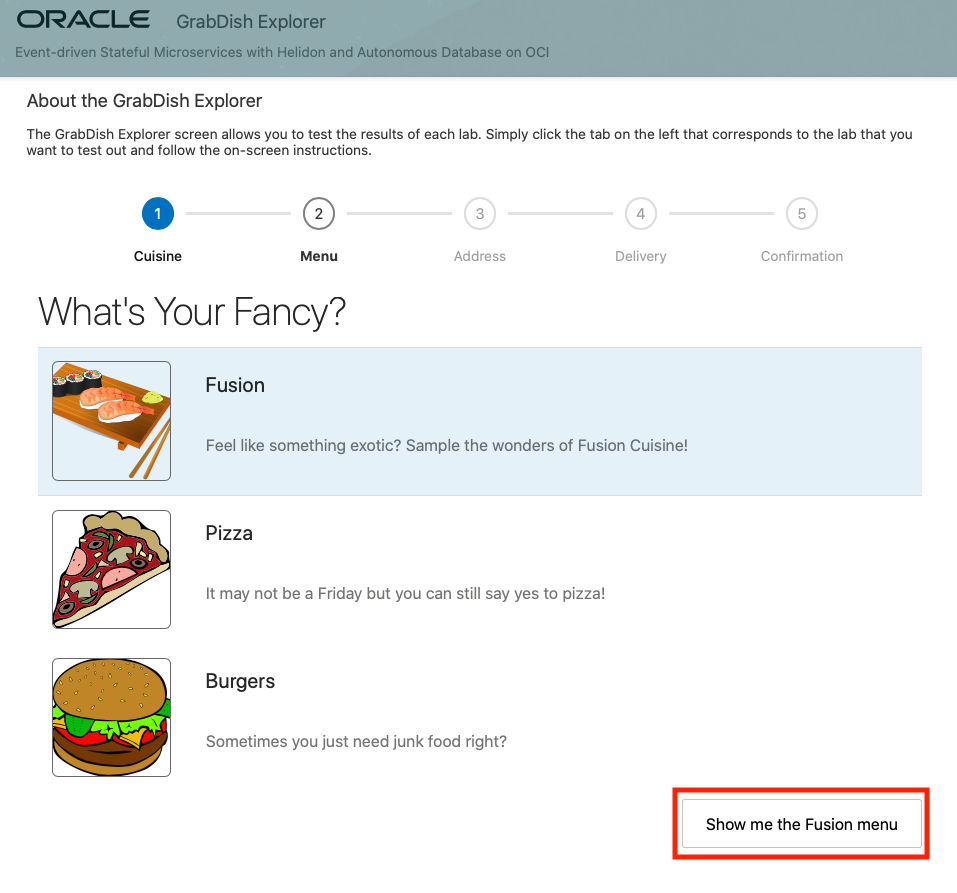 ORACLE GrabDish Explorer
Event-driven Stateful Microservices with Helidon and Autonomous Database on OCI
About the GrabDish Explorer
The GrabDish Explorer screen allows you to test the results of each lab. Simply click the tab on the left that corresponds to the lab that you
want to test out and follow the on-screen instructions.
1 2 3 4 5
Cuisine Menu Address Delivery Confirmation
What's Your Fancy?
Fusion
Feel like something exotic? Sample the wonders of Fusion Cuisine!
Pizza
It may not be a Friday but you can still say yes to pizza!
Burgers
Sometimes you just need junk food right?
Show me the Fusion menu